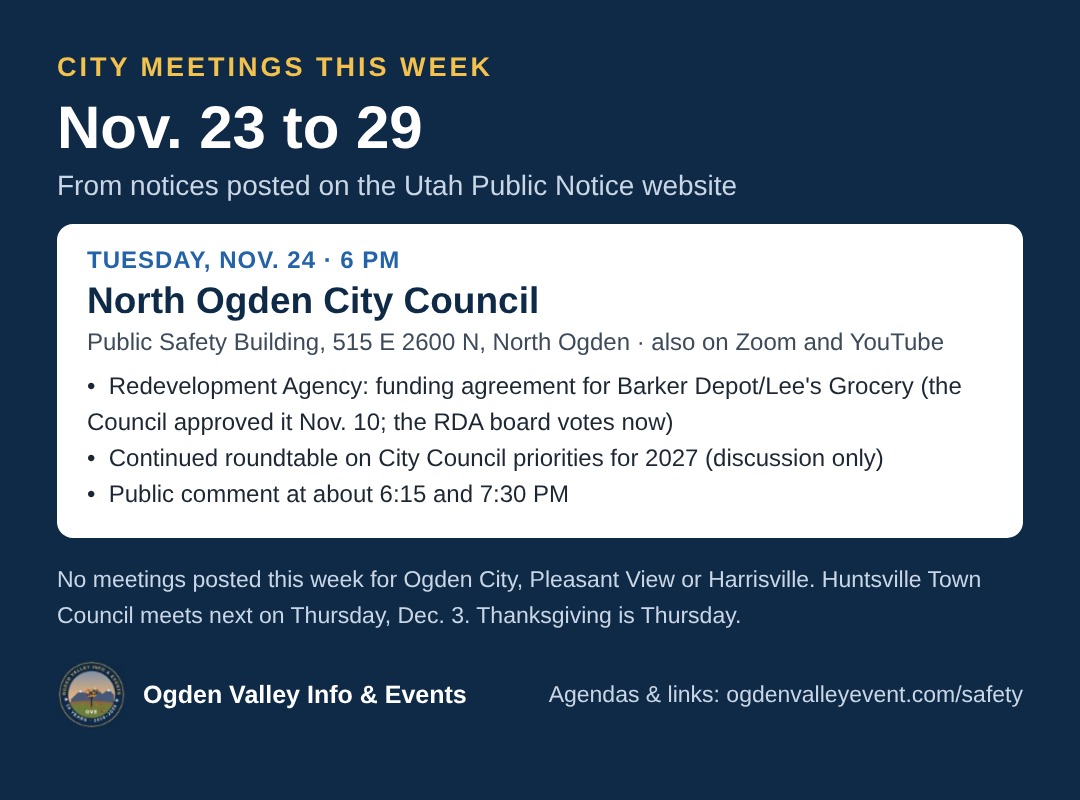 CITY MEETINGS THIS WEEK
Nov. 23 to 29
From notices posted on the Utah Public Notice website
TUESDAY, NOV. 24 · 6 PM
North Ogden City Council
Public Safety Building, 515 E 2600 N, North Ogden · also on Zoom and YouTube
• Redevelopment Agency: funding agreement for Barker Depot/Lee's Grocery (the
Council approved it Nov. 10; the RDA board votes now)
• Continued roundtable on City Council priorities for 2027 (discussion only)
• Public comment at about 6:15 and 7:30 PM
No meetings posted this week for Ogden City, Pleasant View or Harrisville. Huntsville Town
Council meets next on Thursday, Dec. 3. Thanksgiving is Thursday.
OGDEN VALLEY INFO & EVENTS
OVE
Ogden Valley Info & Events
Agendas & links: ogdenvalleyevent.com/safety